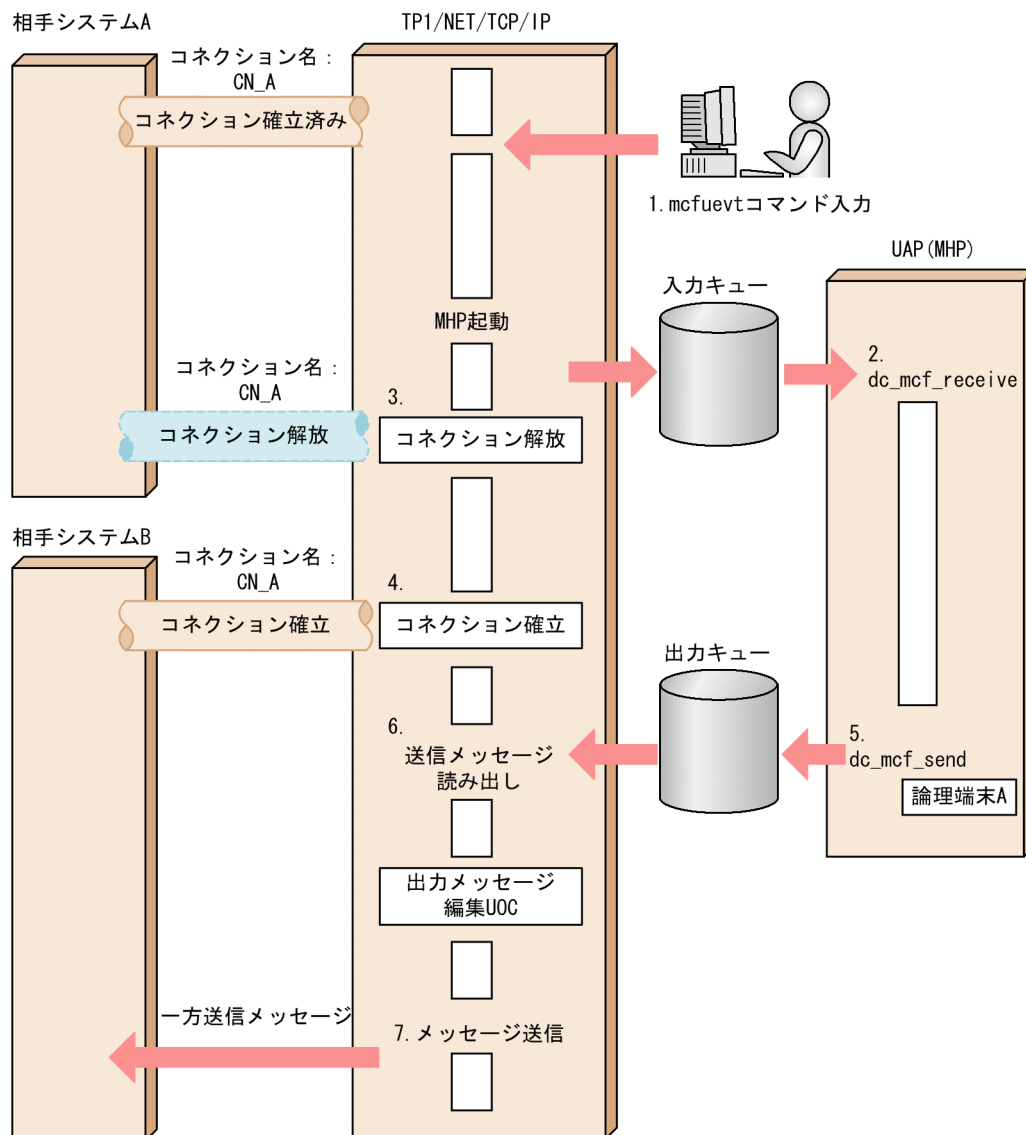 相手システムA
TP1/NET/TCP/IP
コネクション名：
CN_A
コネクション確立済み
1.mcfuevtコマンド入力
UAP(MHP)
入力キュー
MHP起動
2.
dc_mcf_receive
コネクション名：
CN_A
3.
コネクション解放
コネクション解放
相手システムB
コネクション名：
CN_A
4.
コネクション確立
コネクション確立
出力キュー
6.
送信メッセージ
読み出し
5.
dc_mcf_send
論理端末A
出力メッセージ
編集UOC
一方送信メッセージ
7.メッセージ送信